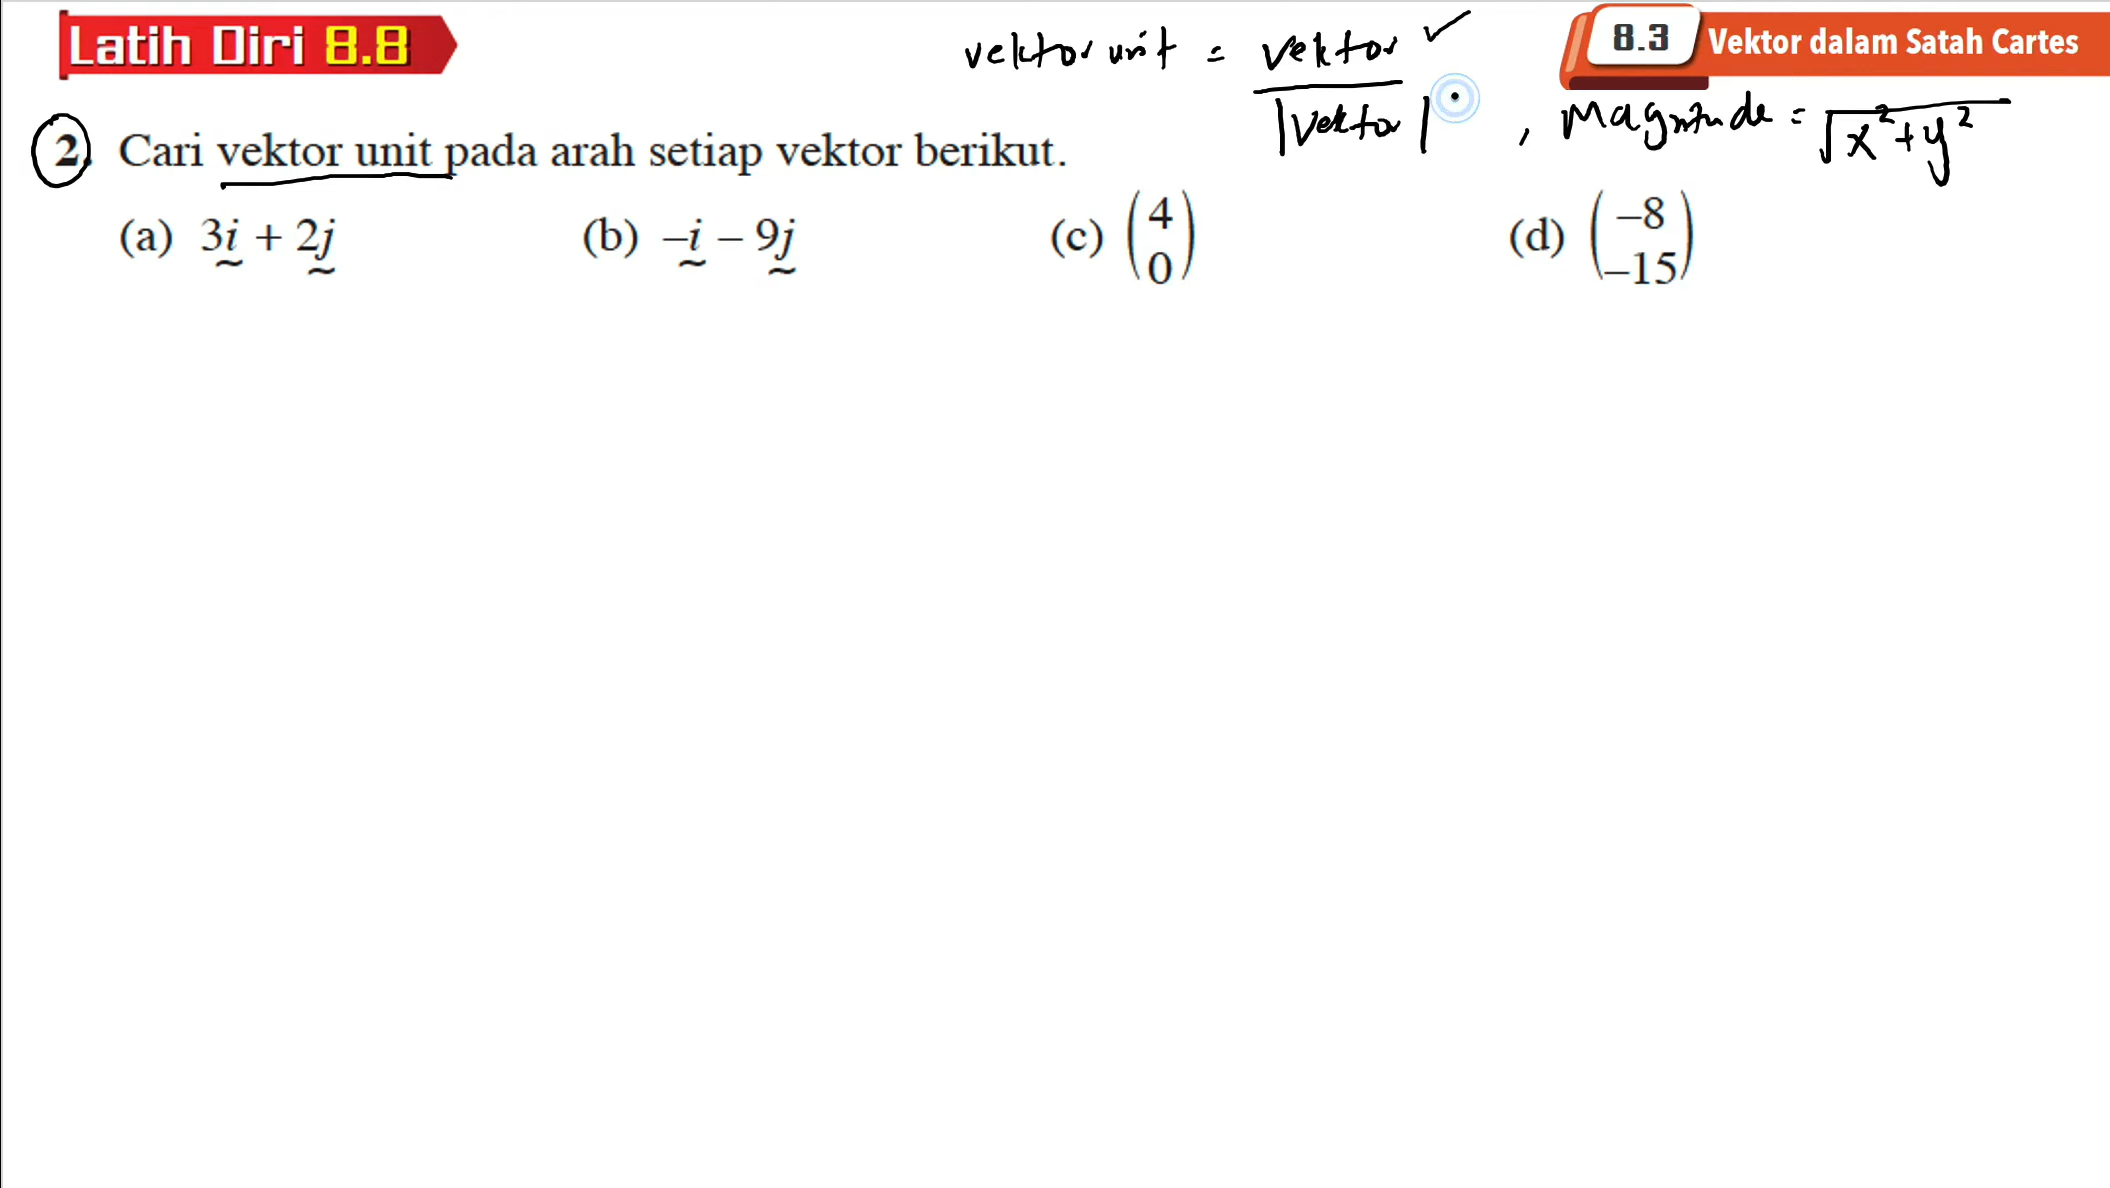 Latih Diri 8.8
vektor unit = vektor / |vektor| , Magnitude = √x²+y²
8.3 Vektor dalam Satah Cartes
2. Cari vektor unit pada arah setiap vektor berikut.
(a) 3i + 2j (b) –i – 9j (c) (4 0) (d) (–8 –15)